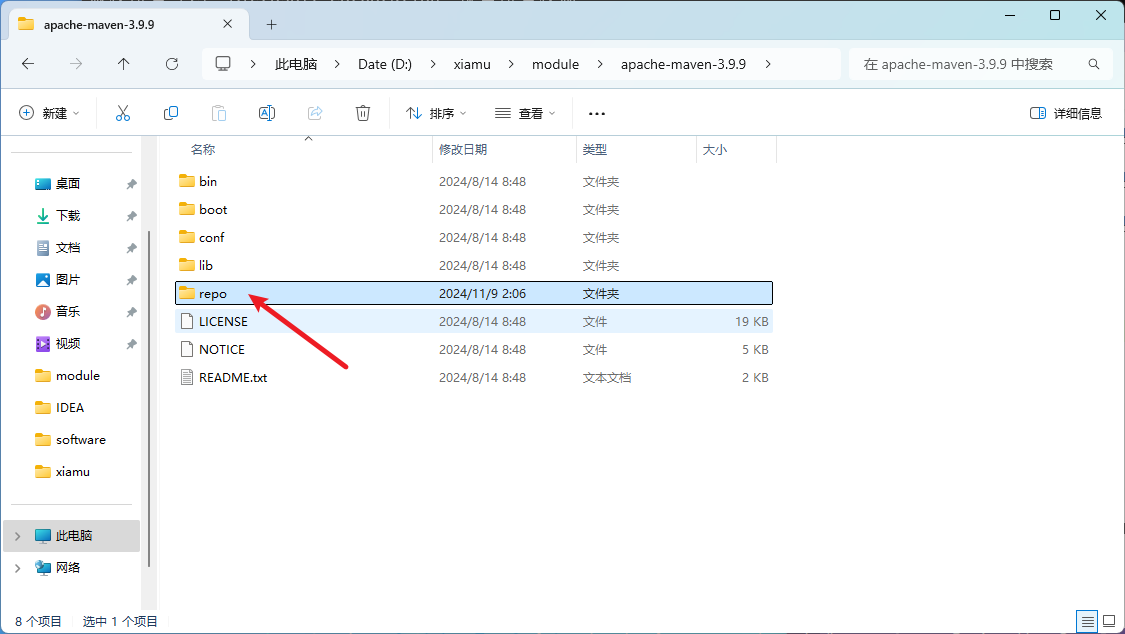 apache-maven-3.9.9
此电脑 Date (D:) xiamu module apache-maven-3.9.9
在 apache-maven-3.9.9 中搜索
新建 排序 查看 详细信息
名称 修改日期 类型 大小
bin 2024/8/14 8:48 文件夹
boot 2024/8/14 8:48 文件夹
conf 2024/8/14 8:48 文件夹
lib 2024/8/14 8:48 文件夹
repo 2024/11/9 2:06 文件夹
LICENSE 2024/8/14 8:48 文件 19 KB
NOTICE 2024/8/14 8:48 文件 5 KB
README.txt 2024/8/14 8:48 文本文档 2 KB
桌面
下载
文档
图片
音乐
视频
module
IDEA
software
xiamu
此电脑
网络
8 个项目 选中 1 个项目